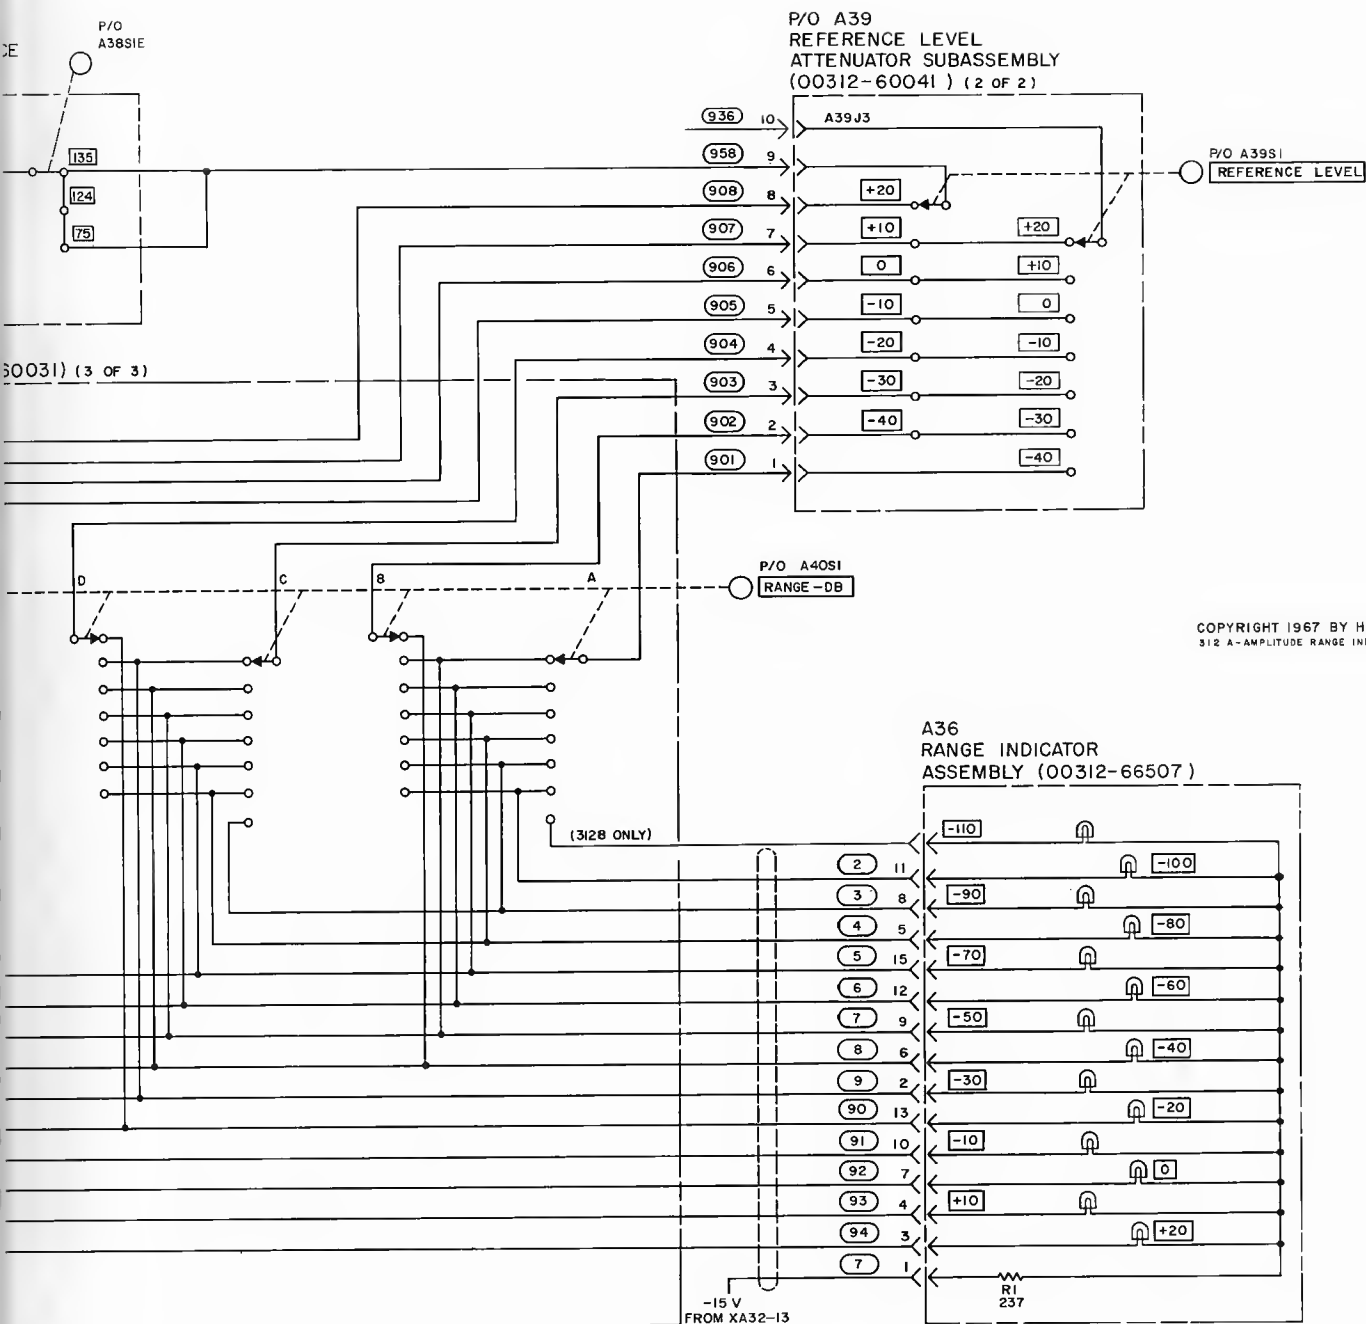 P/O
A38S1E
CE
P/O A39
REFERENCE LEVEL
ATTENUATOR SUBASSEMBLY
(00312-60041) (2 OF 2)
936 10 A39J3
135
958 9
P/O A39S1
REFERENCE LEVEL
124
908 8 +20
75
907 7 +10 +20
906 6 0 +10
905 5 -10 0
904 4 -20 -10
60031) (3 OF 3)
903 3 -30 -20
902 2 -40 -30
901 1 -40
D C B A
P/O A40S1
RANGE-DB
COPYRIGHT 1967 BY H
312 A-AMPLITUDE RANGE IN
A36
RANGE INDICATOR
ASSEMBLY (00312-66507)
(312B ONLY) -110
2 11 -100
3 8 -90
4 5 -80
5 15 -70
6 12 -60
7 9 -50
8 6 -40
9 2 -30
90 13 -20
91 10 -10
92 7 0
93 4 +10
94 3 +20
7 1
R1
237
-15 V
FROM XA32-13